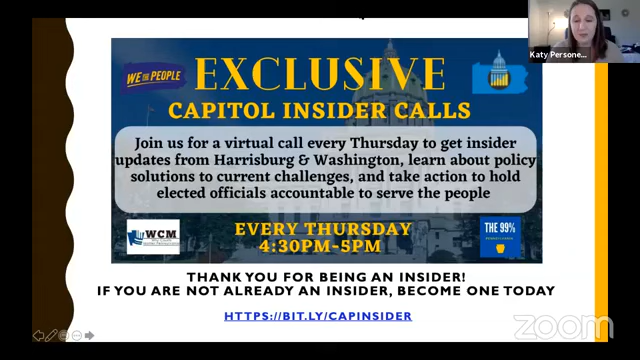 WE THE PEOPLE
EXCLUSIVE
CAPITOL INSIDER CALLS
Join us for a virtual call every Thursday to get insider
updates from Harrisburg & Washington, learn about policy
solutions to current challenges, and take action to hold
elected officials accountable to serve the people
WCM
EVERY THURSDAY
4:30PM-5PM
THE 99%
PENNSYLVANIA
THANK YOU FOR BEING AN INSIDER!
IF YOU ARE NOT ALREADY AN INSIDER, BECOME ONE TODAY
HTTPS://BIT.LY/CAPINSIDER
Katy Persone...
zoom